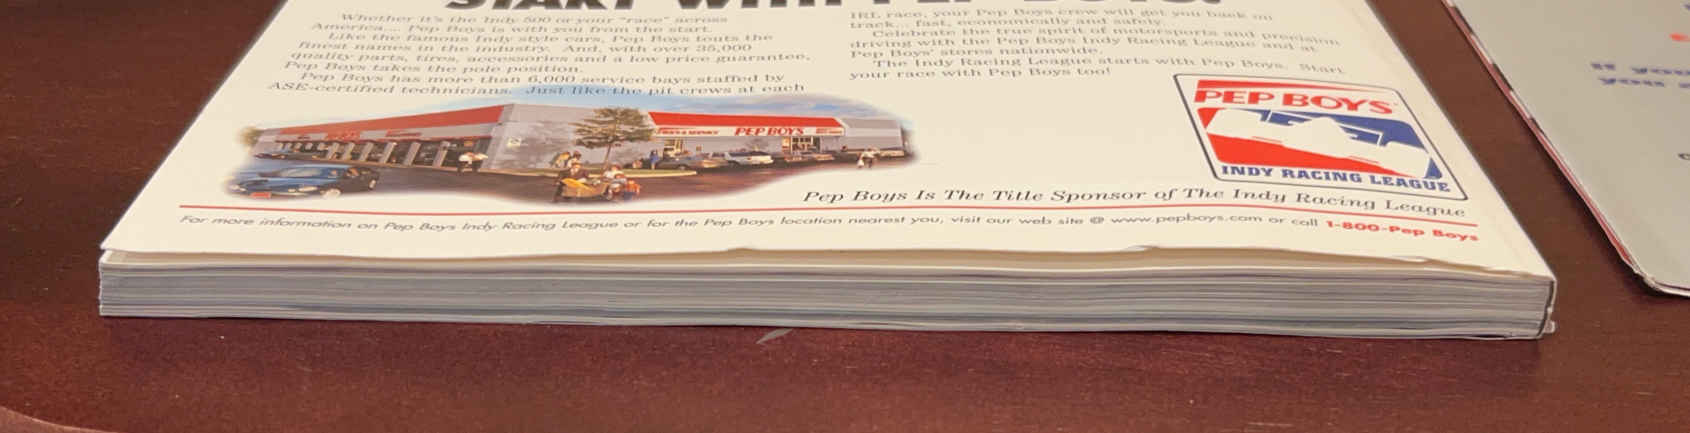 START WITH PEP BOYS!
Whether it's the Indy 500 or your "race" across
America.... Pep Boys is with you from the start.
Like the famous Indy style cars, Pep Boys touts the
finest names in the industry. And, with over 35,000
quality parts, tires, accessories and a low price guarantee,
Pep Boys takes the pole position.
Pep Boys has more than 6,000 service bays staffed by
ASE-certified technicians. Just like the pit crews at each
IRL race, your Pep Boys crew will get you back on
track... fast, economically and safely.
Celebrate the true spirit of motorsports and precision
driving with the Pep Boys Indy Racing League and at
Pep Boys' stores nationwide.
The Indy Racing League starts with Pep Boys. Start
your race with Pep Boys too!
PEP BOYS
PEP BOYS
INDY RACING LEAGUE
Pep Boys Is The Title Sponsor of The Indy Racing League
For more information on Pep Boys Indy Racing League or for the Pep Boys location nearest you, visit our web site @ www.pepboys.com or call 1-800-Pep Boys
If you
you